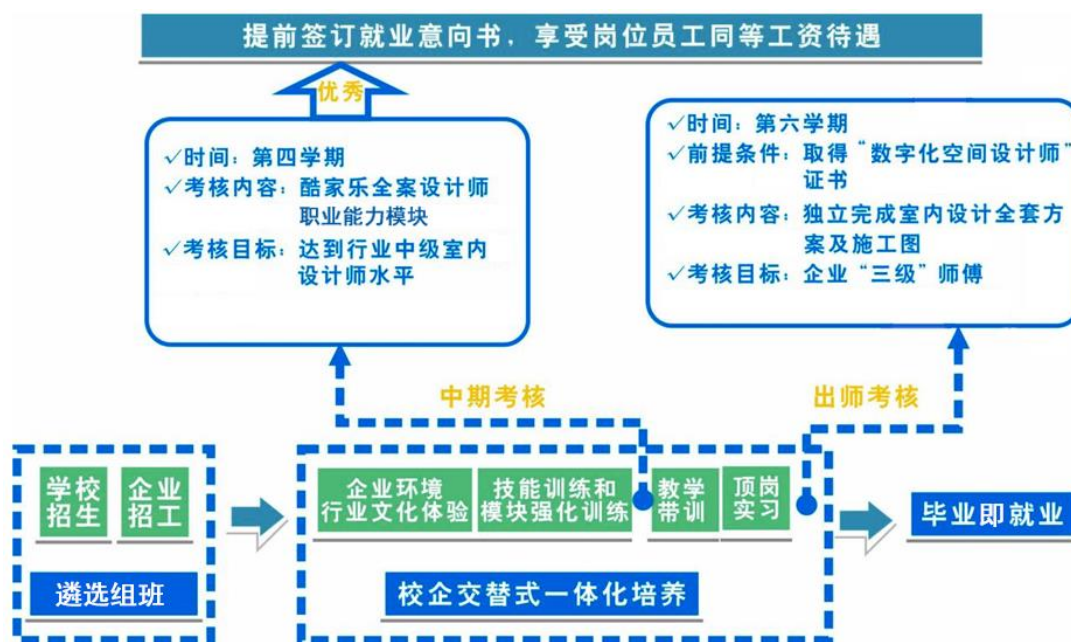 提前签订就业意向书，享受岗位员工同等工资待遇
优秀
✓时间：第四学期
✓考核内容：酷家乐全案设计师
职业能力模块
✓考核目标：达到行业中级室内
设计师水平
✓时间：第六学期
✓前提条件：取得“数字化空间设计师”
证书
✓考核内容：独立完成室内设计全套方
案及施工图
✓考核目标：企业“三级”师傅
中期考核
出师考核
学校
招生
企业
招工
遴选组班
企业环境
行业文化体验
技能训练和
模块强化训练
教学
带训
顶岗
实习
校企交替式一体化培养
毕业即就业